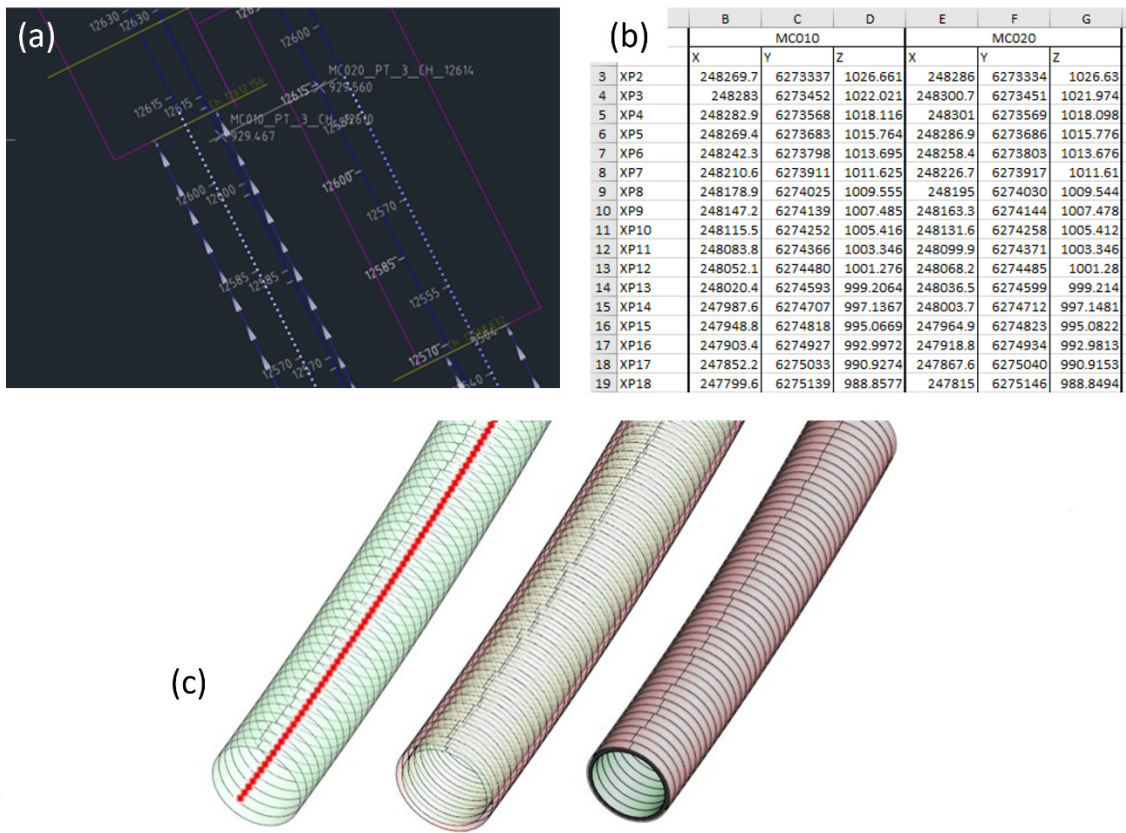 (a)
12630
12630
12600
MC020__PT__3__CH__12614
929.560
12615
12615
12615
MC010__PT__3__CH__12610
929.467
12600
12600
12600
12570
12585
12585
12585
12555
12570
12570
12570
(b)
B C D E F G
MC010 MC020
X Y Z X Y Z
3 XP2 248269.7 6273337 1026.661 248286 6273334 1026.63
4 XP3 248283 6273452 1022.021 248300.7 6273451 1021.974
5 XP4 248282.9 6273568 1018.116 248301 6273569 1018.098
6 XP5 248269.4 6273683 1015.764 248286.9 6273686 1015.776
7 XP6 248242.3 6273798 1013.695 248258.4 6273803 1013.676
8 XP7 248210.6 6273911 1011.625 248226.7 6273917 1011.61
9 XP8 248178.9 6274025 1009.555 248195 6274030 1009.544
10 XP9 248147.2 6274139 1007.485 248163.3 6274144 1007.478
11 XP10 248115.5 6274252 1005.416 248131.6 6274258 1005.412
12 XP11 248083.8 6274366 1003.346 248099.9 6274371 1003.346
13 XP12 248052.1 6274480 1001.276 248068.2 6274485 1001.28
14 XP13 248020.4 6274593 999.2064 248036.5 6274599 999.214
15 XP14 247987.6 6274707 997.1367 248003.7 6274712 997.1481
16 XP15 247948.8 6274818 995.0669 247964.9 6274823 995.0822
17 XP16 247903.4 6274927 992.9972 247918.8 6274934 992.9813
18 XP17 247852.2 6275033 990.9274 247867.6 6275040 990.9153
19 XP18 247799.6 6275139 988.8577 247815 6275146 988.8494
(c)